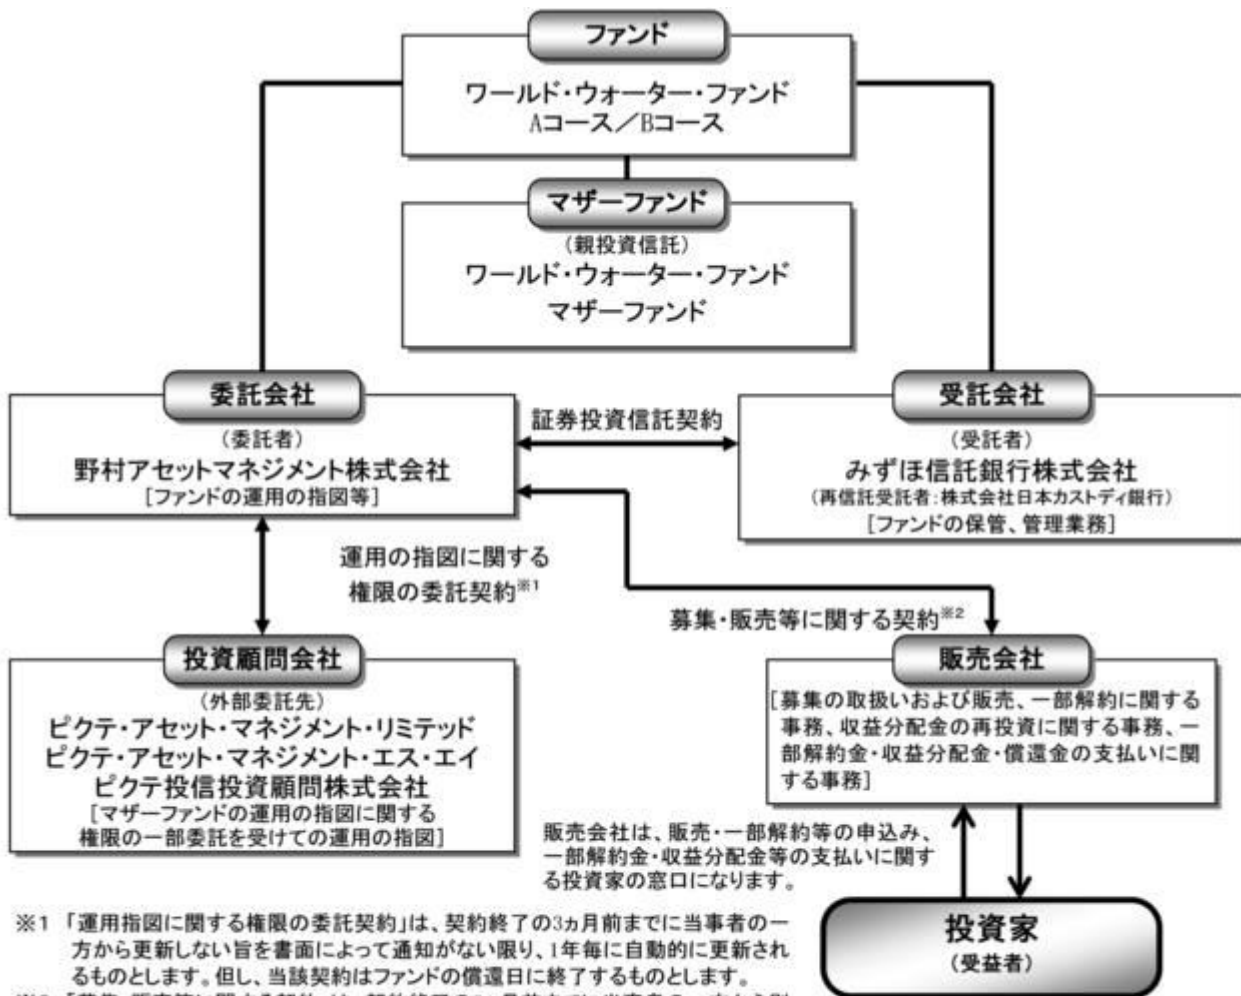 ファンド
ワールド・ウォーター・ファンド
Aコース／Bコース
マザーファンド
（親投資信託）
ワールド・ウォーター・ファンド
マザーファンド
委託会社
（委託者）
野村アセットマネジメント株式会社
［ファンドの運用の指図等］
証券投資信託契約
受託会社
（受託者）
みずほ信託銀行株式会社
（再信託受託者：株式会社日本カストディ銀行）
［ファンドの保管、管理業務］
運用の指図に関する
権限の委託契約※1
募集・販売等に関する契約※2
投資顧問会社
（外部委託先）
ピクテ・アセット・マネジメント・リミテッド
ピクテ・アセット・マネジメント・エス・エイ
ピクテ投信投資顧問株式会社
［マザーファンドの運用の指図に関する
権限の一部委託を受けての運用の指図］
販売会社
［募集の取扱いおよび販売、一部解約に関する
事務、収益分配金の再投資に関する事務、一
部解約金・収益分配金・償還金の支払いに関
する事務］
販売会社は、販売・一部解約等の申込み、
一部解約金・収益分配金等の支払いに関す
る投資家の窓口になります。
投資家
（受益者）
※1 「運用指図に関する権限の委託契約」は、契約終了の3ヵ月前までに当事者の一
方から更新しない旨を書面によって通知がない限り、1年毎に自動的に更新され
るものとします。但し、当該契約はファンドの償還日に終了するものとします。